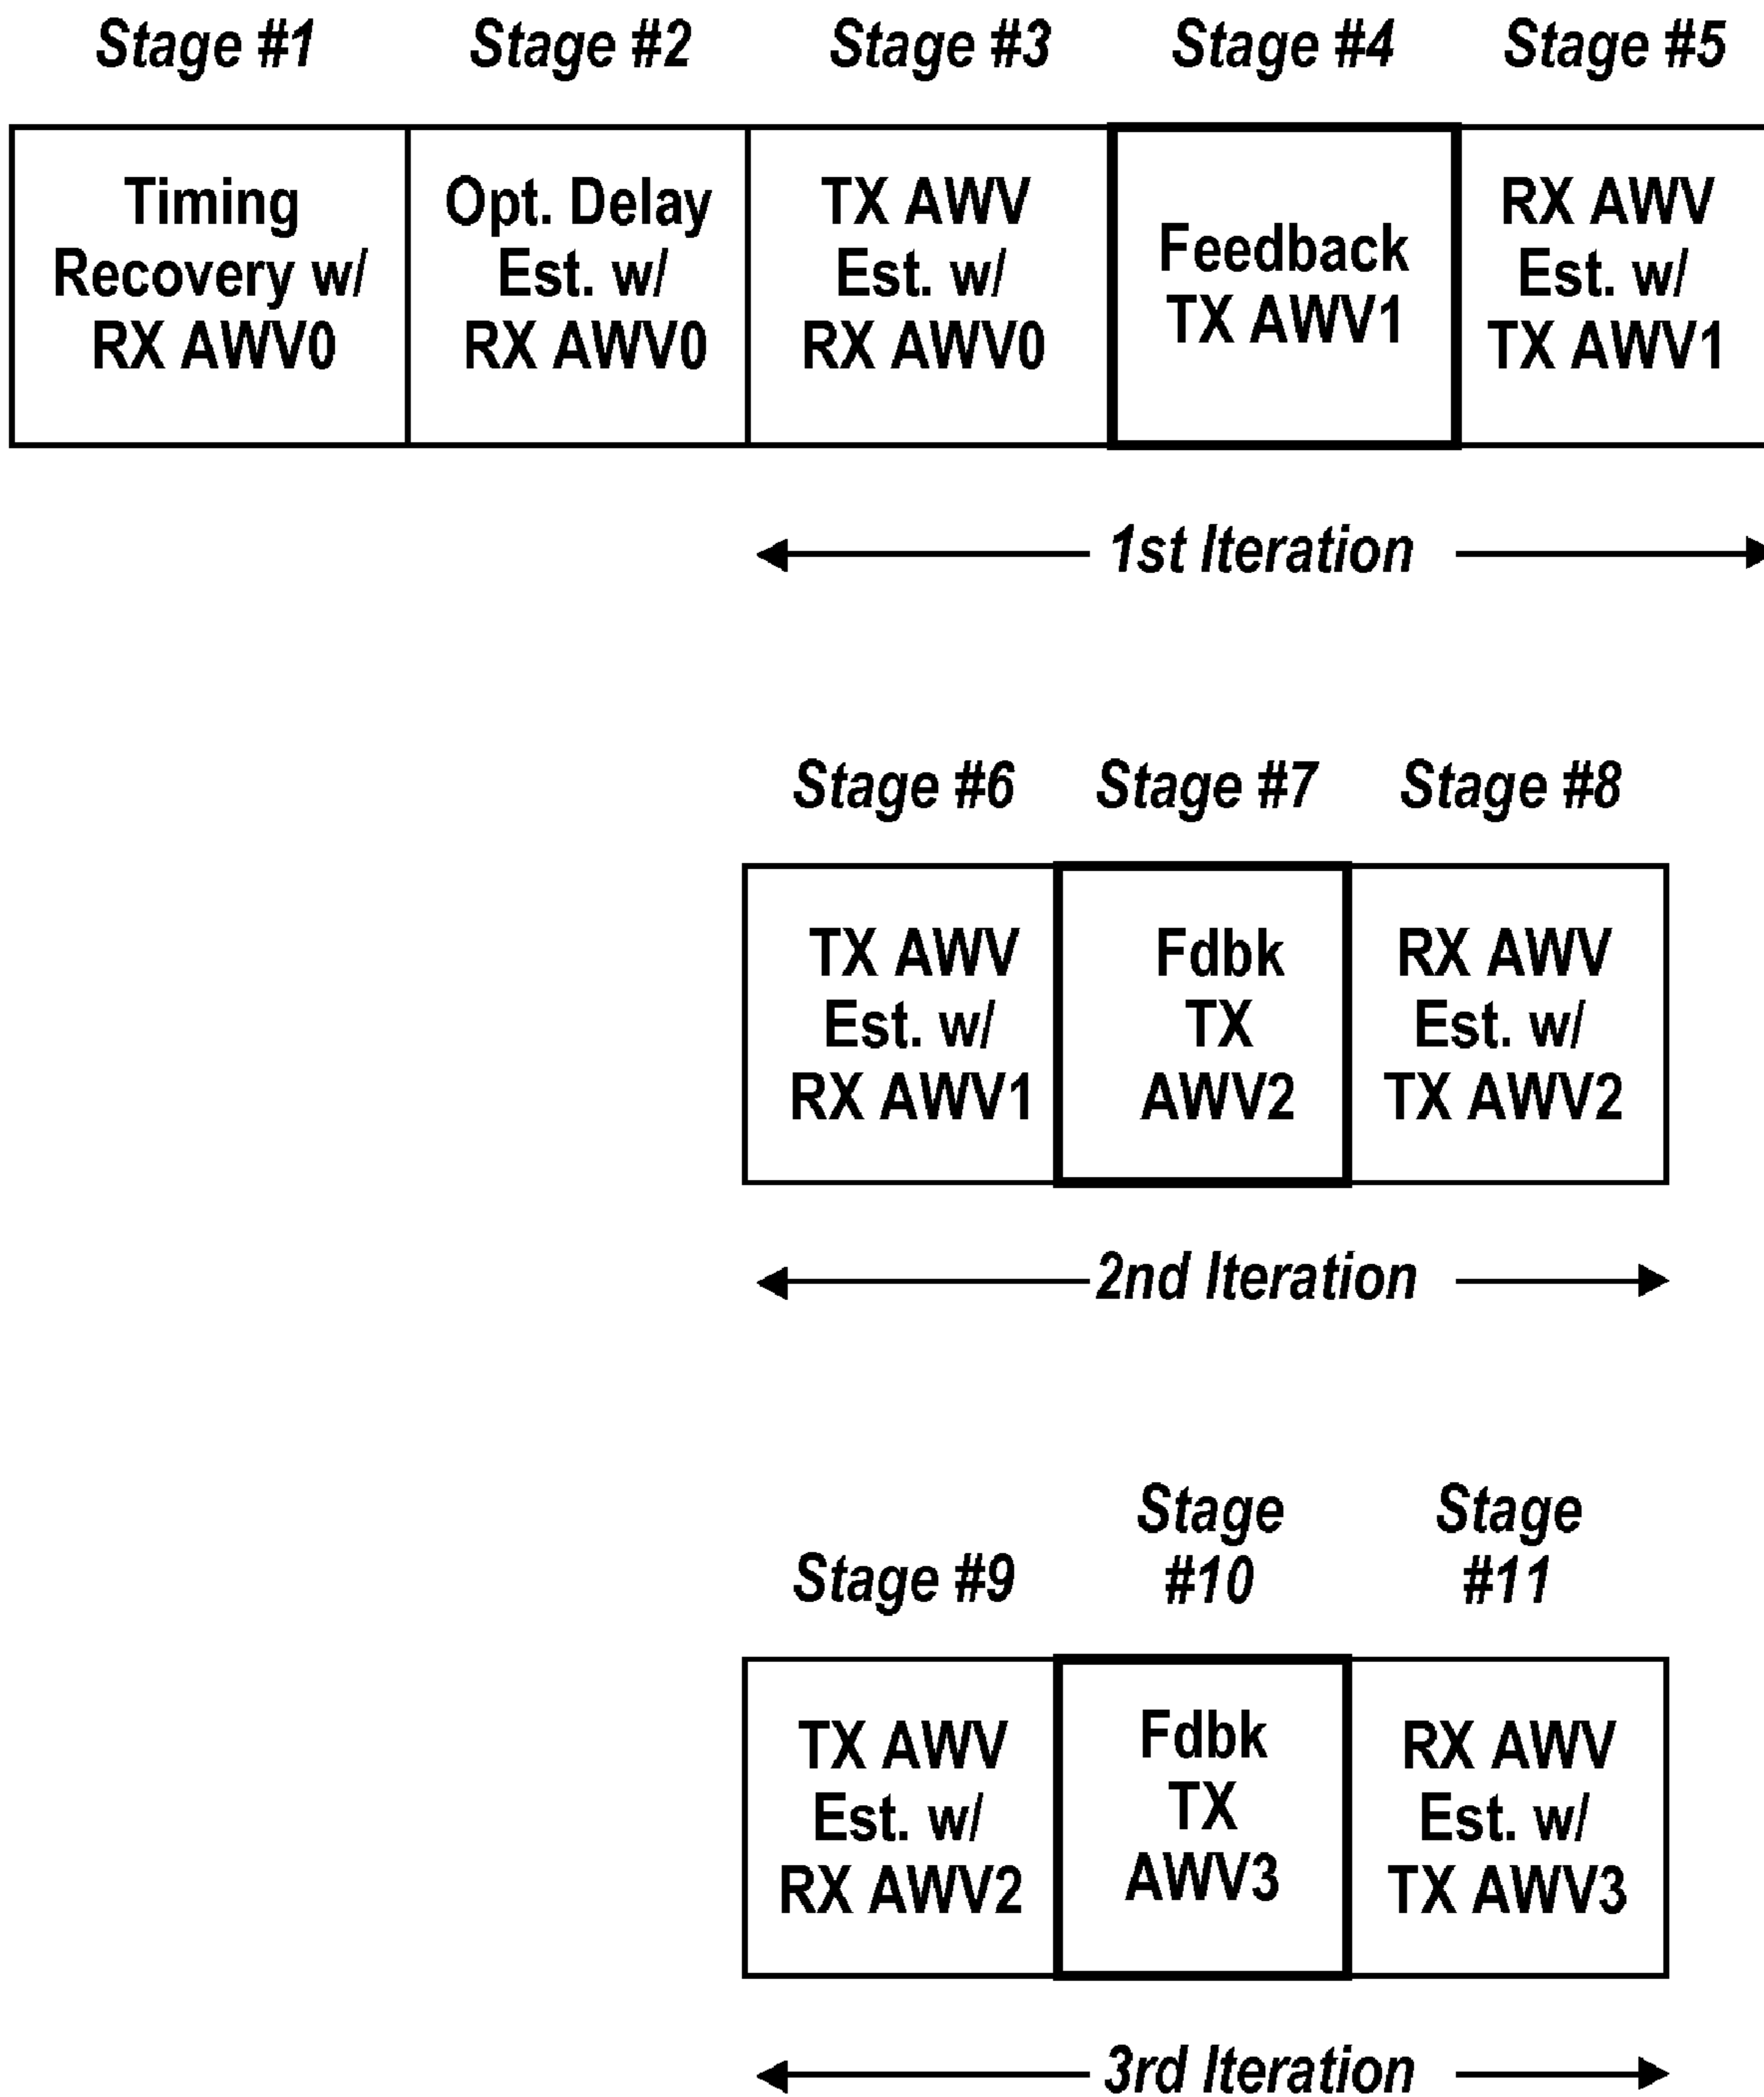 Stage #1
Stage #2
Stage #3
Stage #4
Stage #5
Timing
Recovery w/
RX AWV0
Opt. Delay
Est. w/
RX AWV0
TX AWV
Est. w/
RX AWV0
Feedback
TX AWV1
RX AWV
Est. w/
TX AWV1
1st Iteration
Stage #6
Stage #7
Stage #8
TX AWV
Est. w/
RX AWV1
Fdbk
TX
AWV2
RX AWV
Est. w/
TX AWV2
2nd Iteration
Stage #9
Stage
#10
Stage
#11
TX AWV
Est. w/
RX AWV2
Fdbk
TX
AWV3
RX AWV
Est. w/
TX AWV3
3rd Iteration